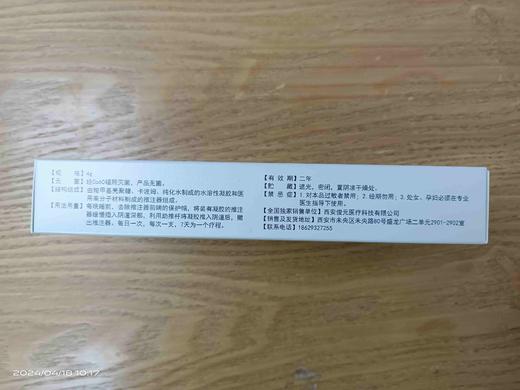 【规　　格】4g
【灭　　菌】经Co60辐照灭菌，产品无菌。
【结构组成】由羧甲基壳聚糖、卡波姆、纯化水制成的水溶性凝胶和医
用高分子材料制成的推注器组成。
【用法用量】每晚睡前，去除推注器前端的保护帽，将装有凝胶的推注
器缓慢插入阴道深部，利用助推杆将凝胶推入阴道后，抛
出推注器，每日一次，每次一支，7天为一个疗程。
【有 效 期】二年
【贮　　藏】遮光，密闭，置阴凉干燥处。
【禁 忌 症】1.对本品过敏者禁用；2.经期勿用；3.处女、孕妇必须在专业
医生指导下使用。
【全国独家销售单位】西安俊元医疗科技有限公司
【销售及发货地址】西安市未央区未央路80号盛龙广场二单元2901-2902室
【联系电话】18629327255
2024/04/18 10:17